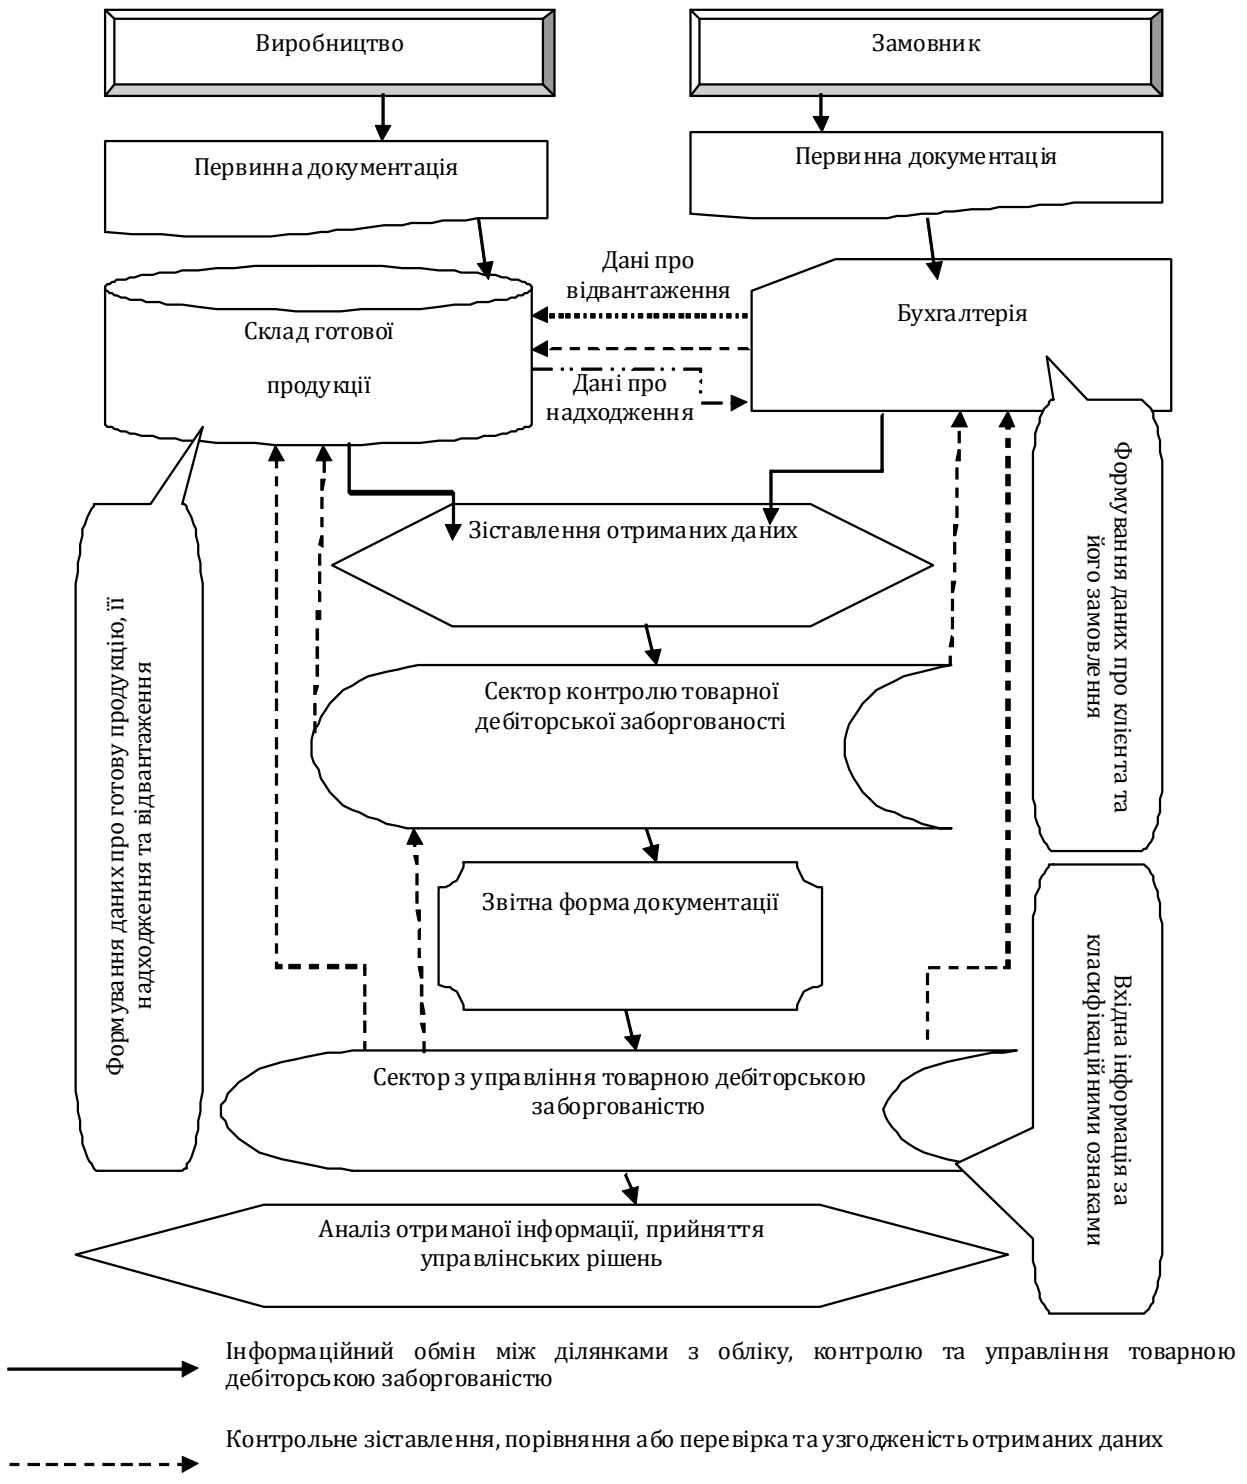 Виробництво
Замовник
Первинна документація
Первинна документація
Дані про
відвантаження
Склад готової
продукції
Бухгалтерія
Дані про
надходження
Зіставлення отриманих даних
Формування даних про готову продукцію, її
надходження та відвантаження
Формування даних про клієнта та
його замовлення
Сектор контролю товарної
дебіторської заборгованості
Звітна форма документації
Сектор з управління товарною дебіторською
заборгованістю
Вхідна інформація за
класифікаційними ознаками
Аналіз отриманої інформації, прийняття
управлінських рішень
Інформаційний обмін між ділянками з обліку, контролю та управління товарною
дебіторською заборгованістю
Контрольне зіставлення, порівняння або перевірка та узгодженість отриманих даних